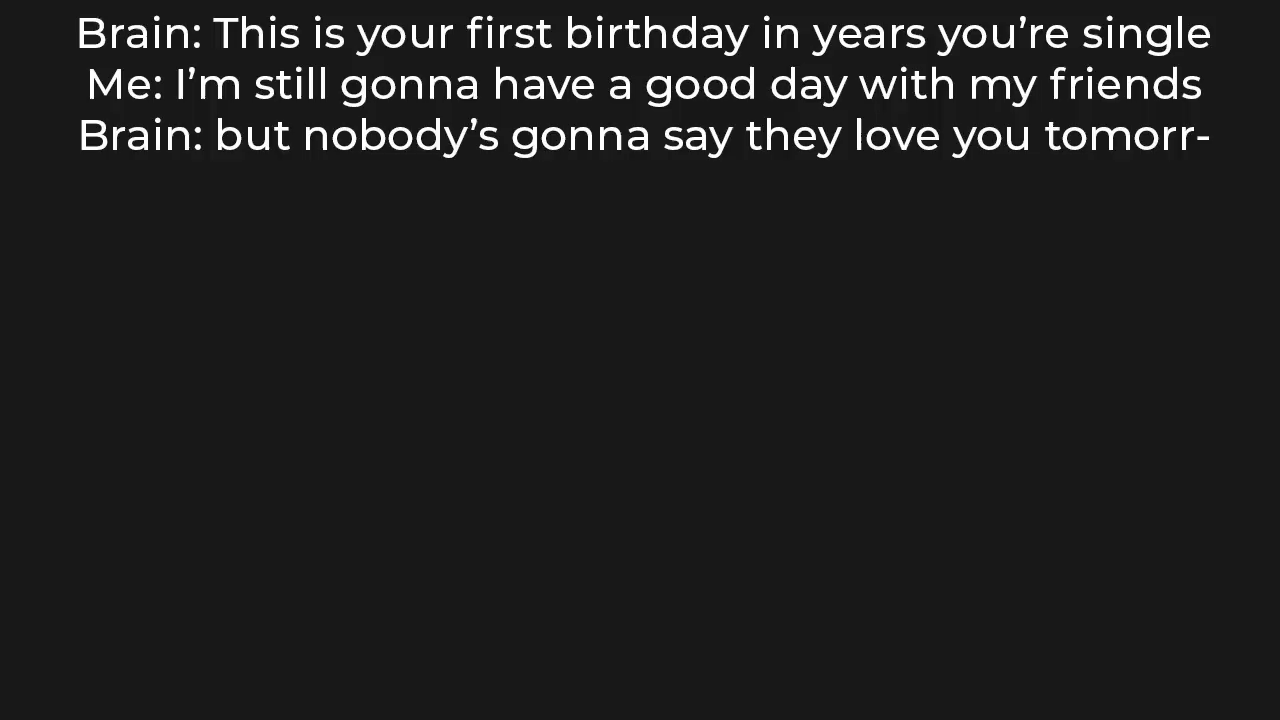 Brain: This is your first birthday in years you’re single
Me: I’m still gonna have a good day with my friends
Brain: but nobody’s gonna say they love you tomorr-